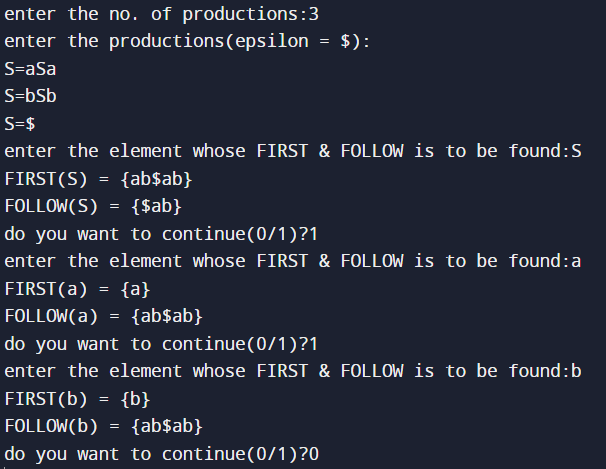 enter the no. of productions:3
enter the productions(epsilon = $):
S=aSa
S=bSb
S=$
enter the element whose FIRST & FOLLOW is to be found:S
FIRST(S) = {ab$ab}
FOLLOW(S) = {$ab}
do you want to continue(0/1)?1
enter the element whose FIRST & FOLLOW is to be found:a
FIRST(a) = {a}
FOLLOW(a) = {ab$ab}
do you want to continue(0/1)?1
enter the element whose FIRST & FOLLOW is to be found:b
FIRST(b) = {b}
FOLLOW(b) = {ab$ab}
do you want to continue(0/1)?0